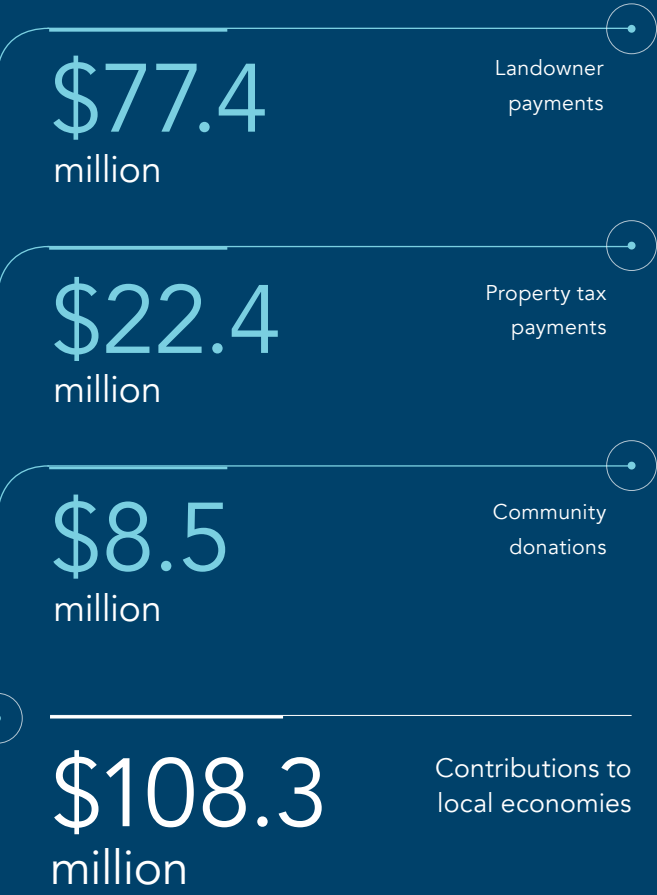 $77.4
million
Landowner
payments
$22.4
million
Property tax
payments
$8.5
million
Community
donations
$108.3
million
Contributions to
local economies